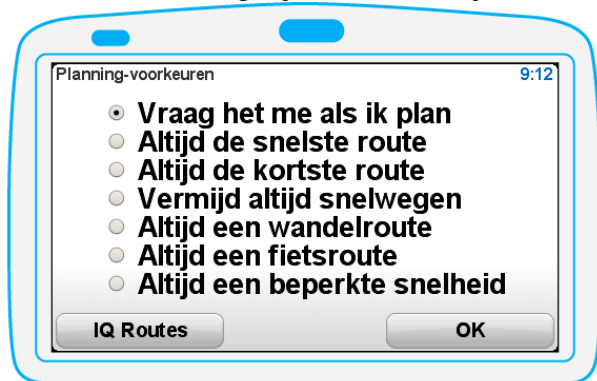 Planning-voorkeuren 9:12
Vraag het me als ik plan
Altijd de snelste route
Altijd de kortste route
Vermijd altijd snelwegen
Altijd een wandelroute
Altijd een fietsroute
Altijd een beperkte snelheid
IQ Routes OK